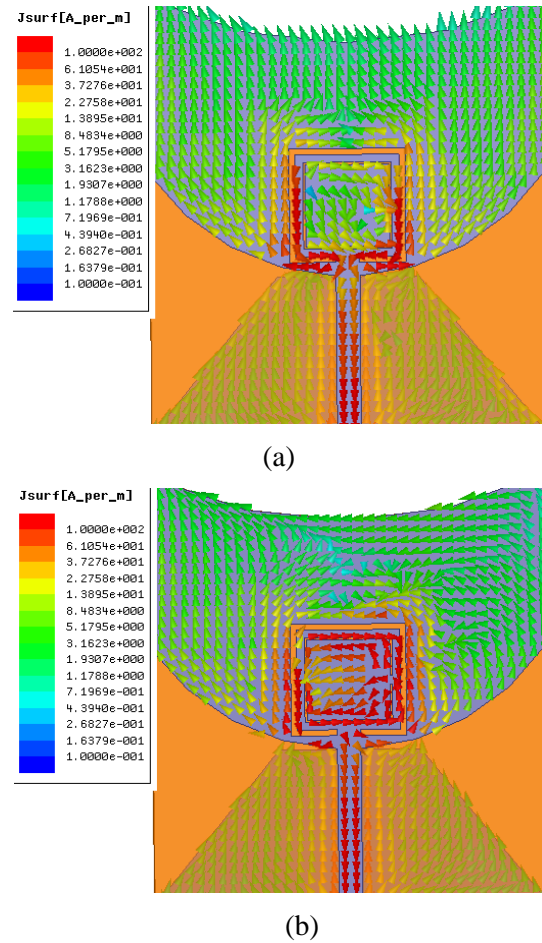 Jsurf[A_per_m]
1.0000e+002
6.1054e+001
3.7276e+001
2.2758e+001
1.3895e+001
8.4834e+000
5.1795e+000
3.1623e+000
1.9307e+000
1.1788e+000
7.1969e-001
4.3940e-001
2.6827e-001
1.6379e-001
1.0000e-001
(a)
Jsurf[A_per_m]
1.0000e+002
6.1054e+001
3.7276e+001
2.2758e+001
1.3895e+001
8.4834e+000
5.1795e+000
3.1623e+000
1.9307e+000
1.1788e+000
7.1969e-001
4.3940e-001
2.6827e-001
1.6379e-001
1.0000e-001
(b)